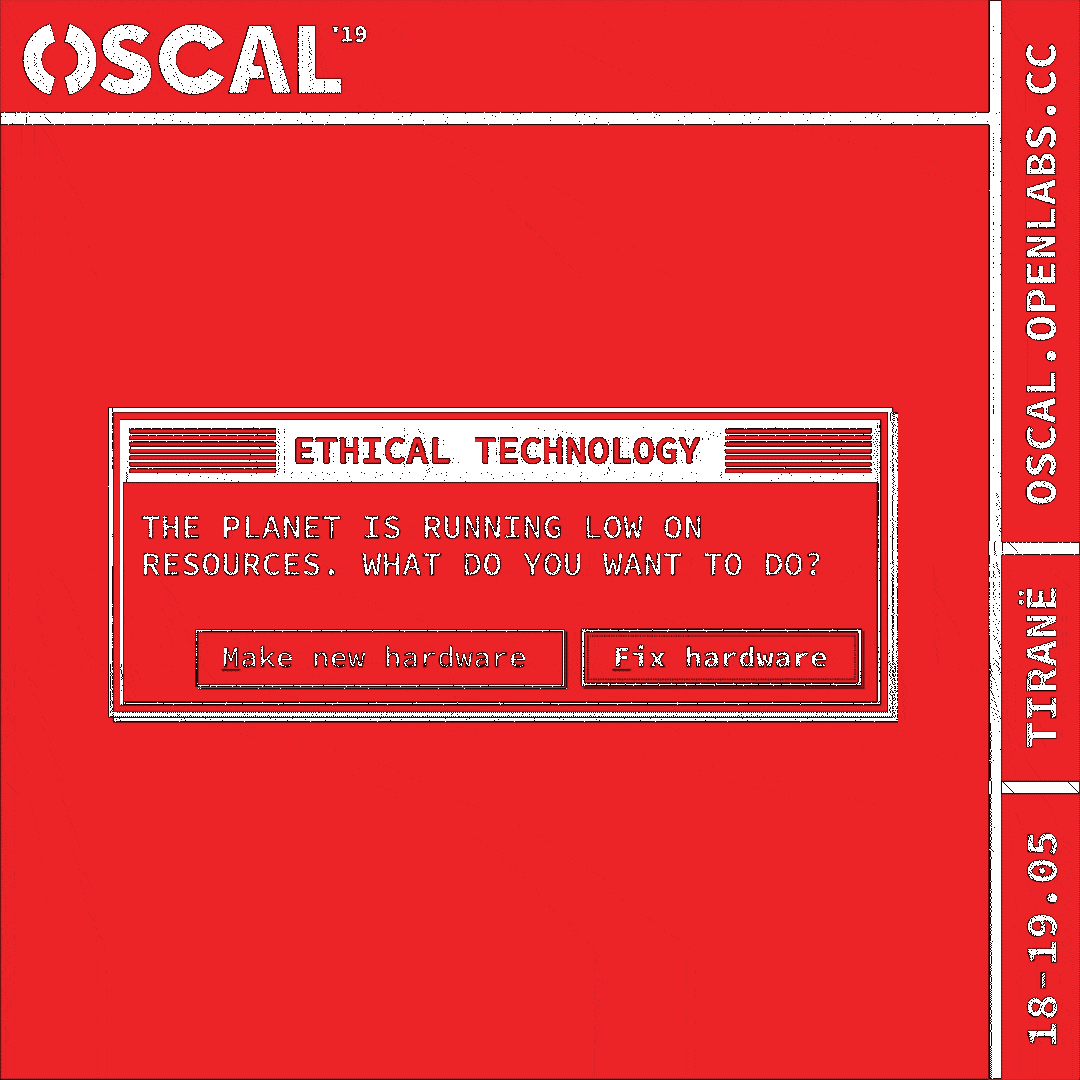 OSCAL'19
ETHICAL TECHNOLOGY
THE PLANET IS RUNNING LOW ON
RESOURCES. WHAT DO YOU WANT TO DO?
Make new hardware
Fix hardware
OSCAL.OPENLABS.CC
TIRANË
18-19.05